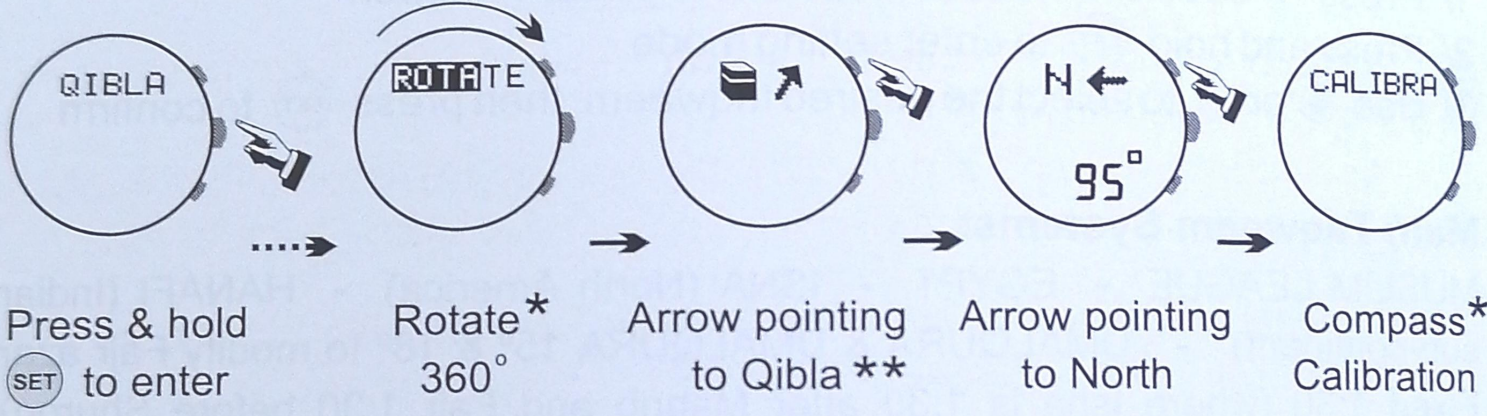 QIBLA
ROTATE
N
95°
CALIBRA
Press & hold
SET to enter
Rotate*
360°
Arrow pointing
to Qibla **
Arrow pointing
to North
Compass*
Calibration